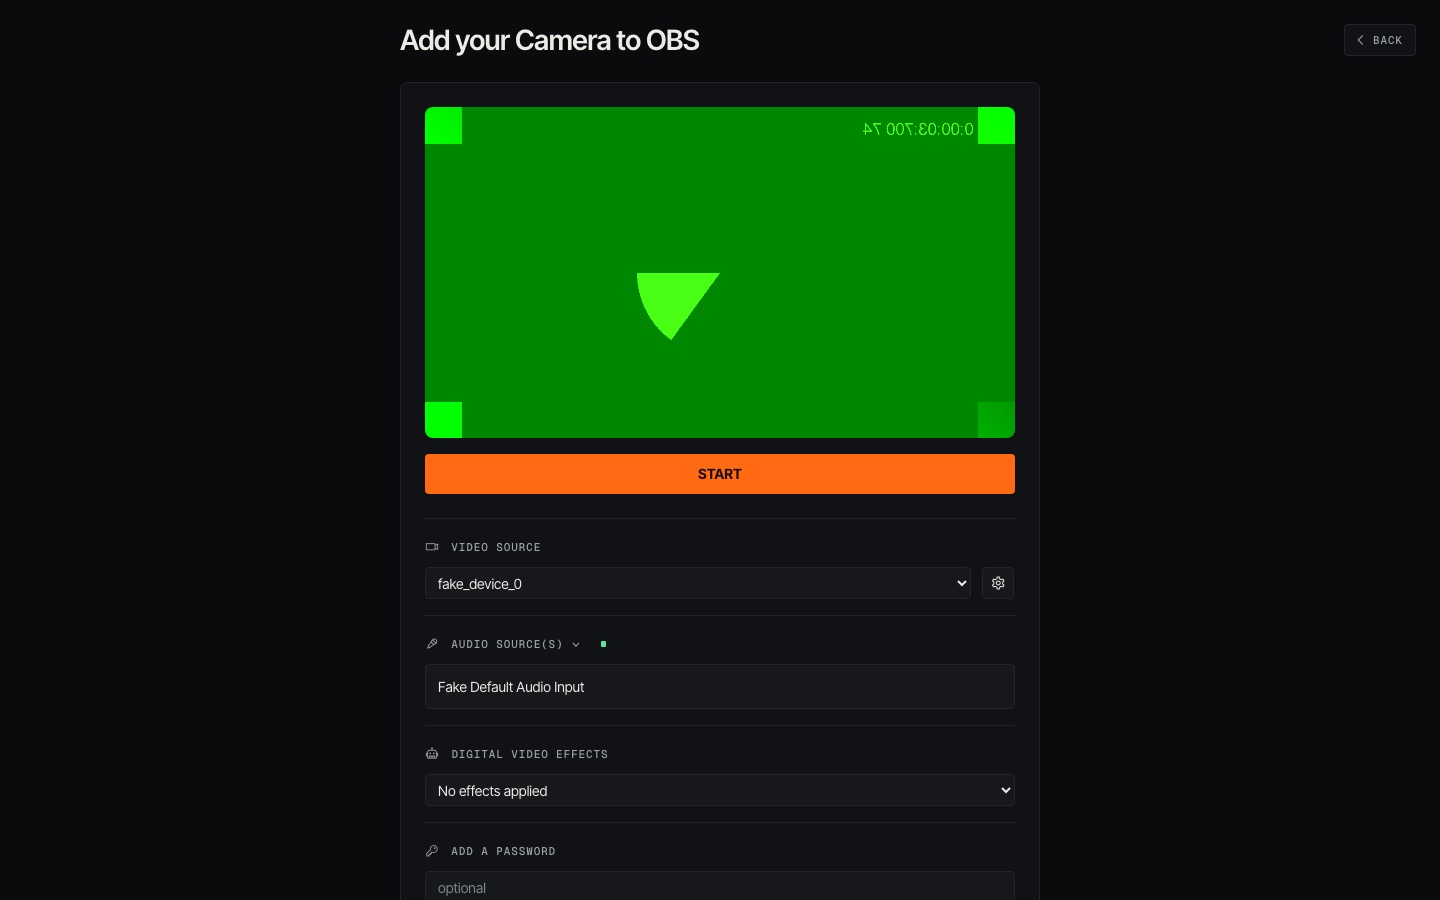 Add your Camera to OBS
BACK
0:00:03:700 74
START
VIDEO SOURCE
fake_device_0
AUDIO SOURCE(S)
Fake Default Audio Input
DIGITAL VIDEO EFFECTS
No effects applied
ADD A PASSWORD
optional